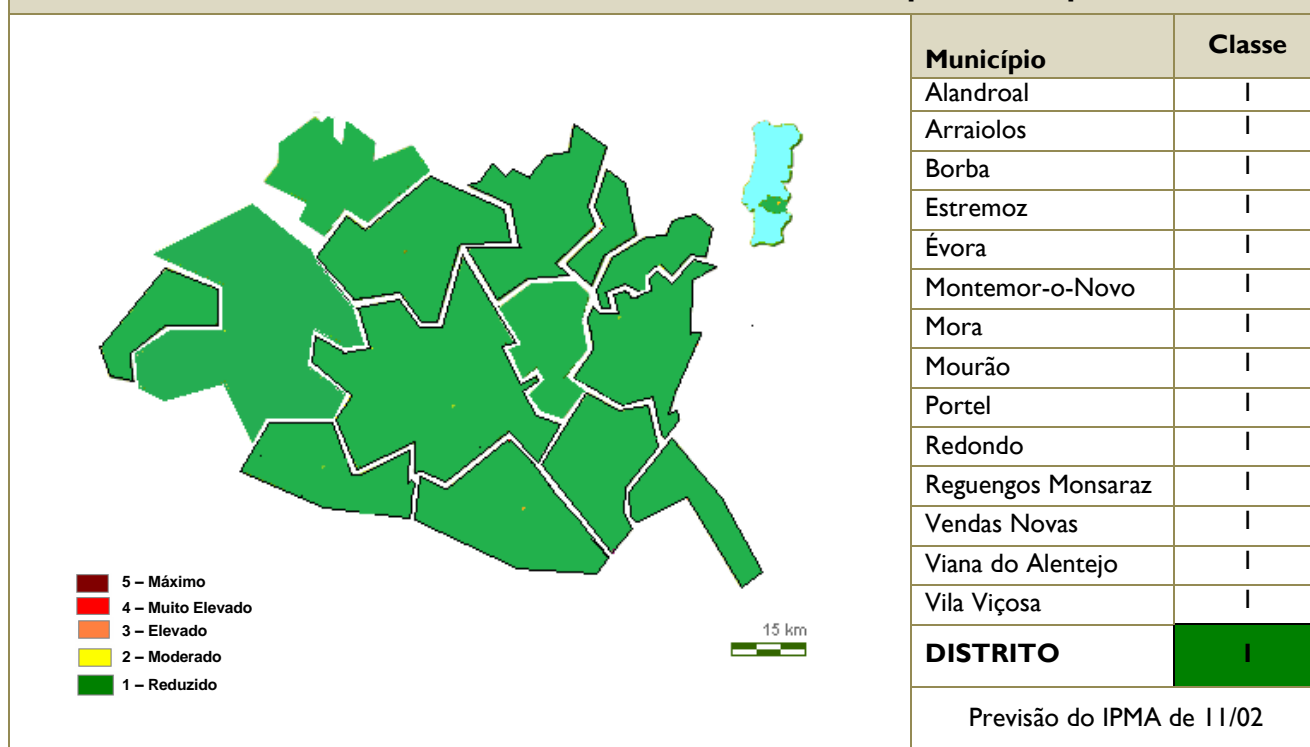 Município Classe
Alandroal 1
Arraiolos 1
Borba 1
Estremoz 1
Évora 1
Montemor-o-Novo 1
Mora 1
Mourão 1
Portel 1
Redondo 1
Reguengos Monsaraz 1
Vendas Novas 1
Viana do Alentejo 1
Vila Viçosa 1
DISTRITO 1
Previsão do IPMA de 11/02
5 – Máximo
4 – Muito Elevado
3 – Elevado
2 – Moderado
1 – Reduzido
15 km